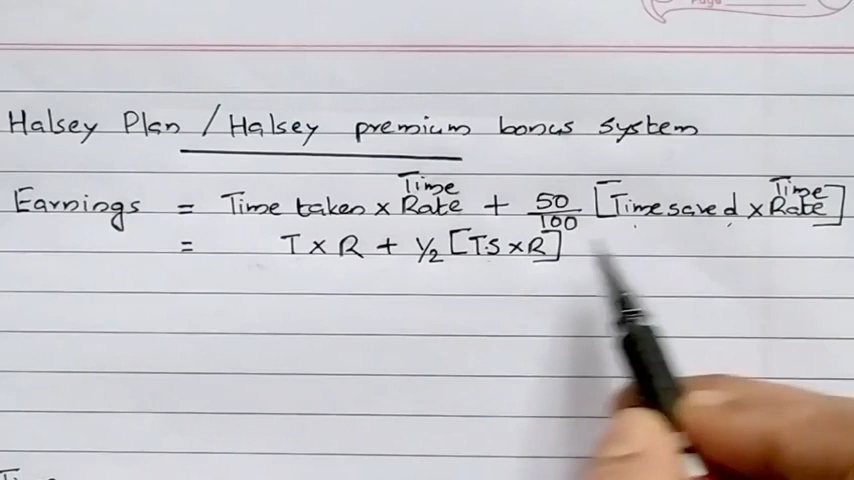 Page
Halsey Plan / Halsey premium bonus system
Earnings = Time taken x Time Rate + 50/100 [Time saved x Time Rate]
= T x R + 1/2 [T.S x R]